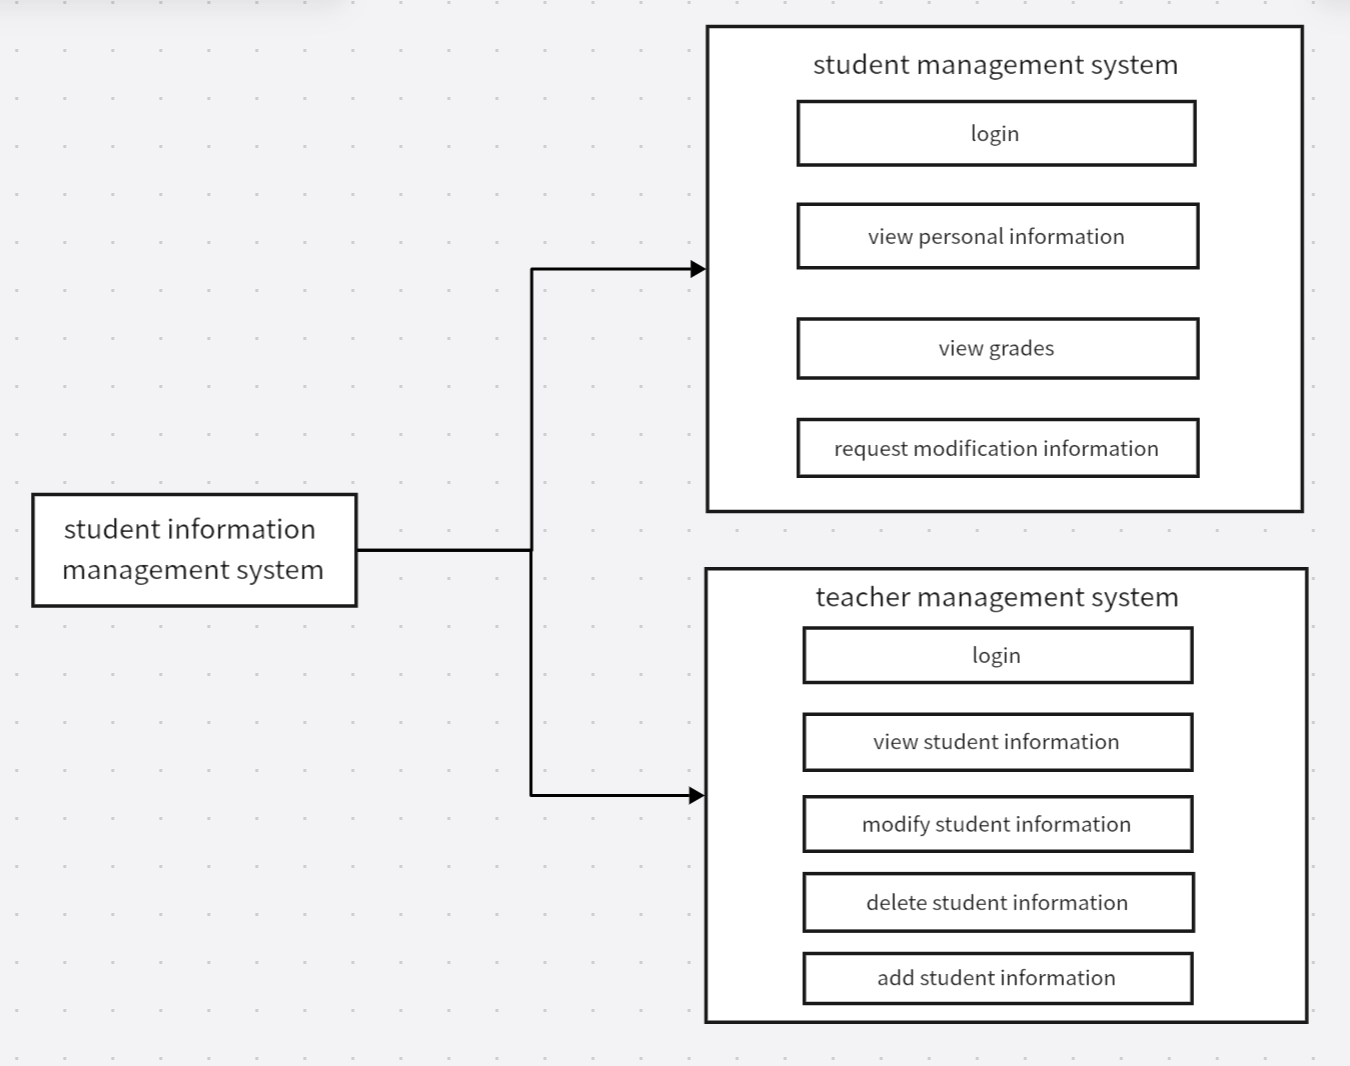 student management system
login
view personal information
view grades
request modification information
student information
management system
teacher management system
login
view student information
modify student information
delete student information
add student information